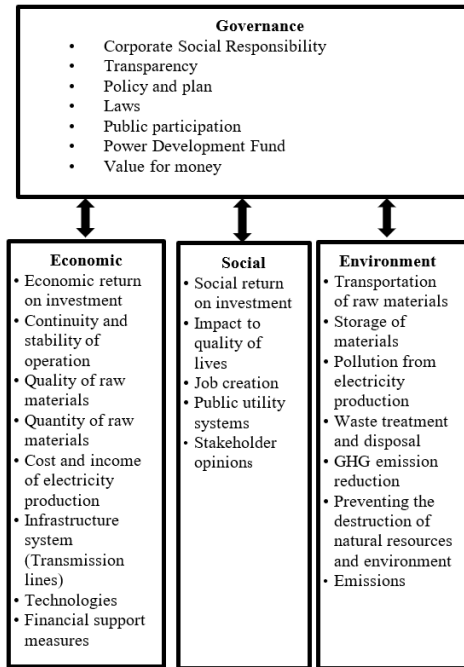 Governance
• Corporate Social Responsibility
• Transparency
• Policy and plan
• Laws
• Public participation
• Power Development Fund
• Value for money
Economic
• Economic return
on investment
• Continuity and
stability of
operation
• Quality of raw
materials
• Quantity of raw
materials
• Cost and income
of electricity
production
• Infrastructure
system
(Transmission
lines)
• Technologies
• Financial support
measures
Social
• Social return
on investment
• Impact to
quality of
lives
• Job creation
• Public utility
systems
• Stakeholder
opinions
Environment
• Transportation
of raw materials
• Storage of
materials
• Pollution from
electricity
production
• Waste treatment
and disposal
• GHG emission
reduction
• Preventing the
destruction of
natural resources
and environment
• Emissions